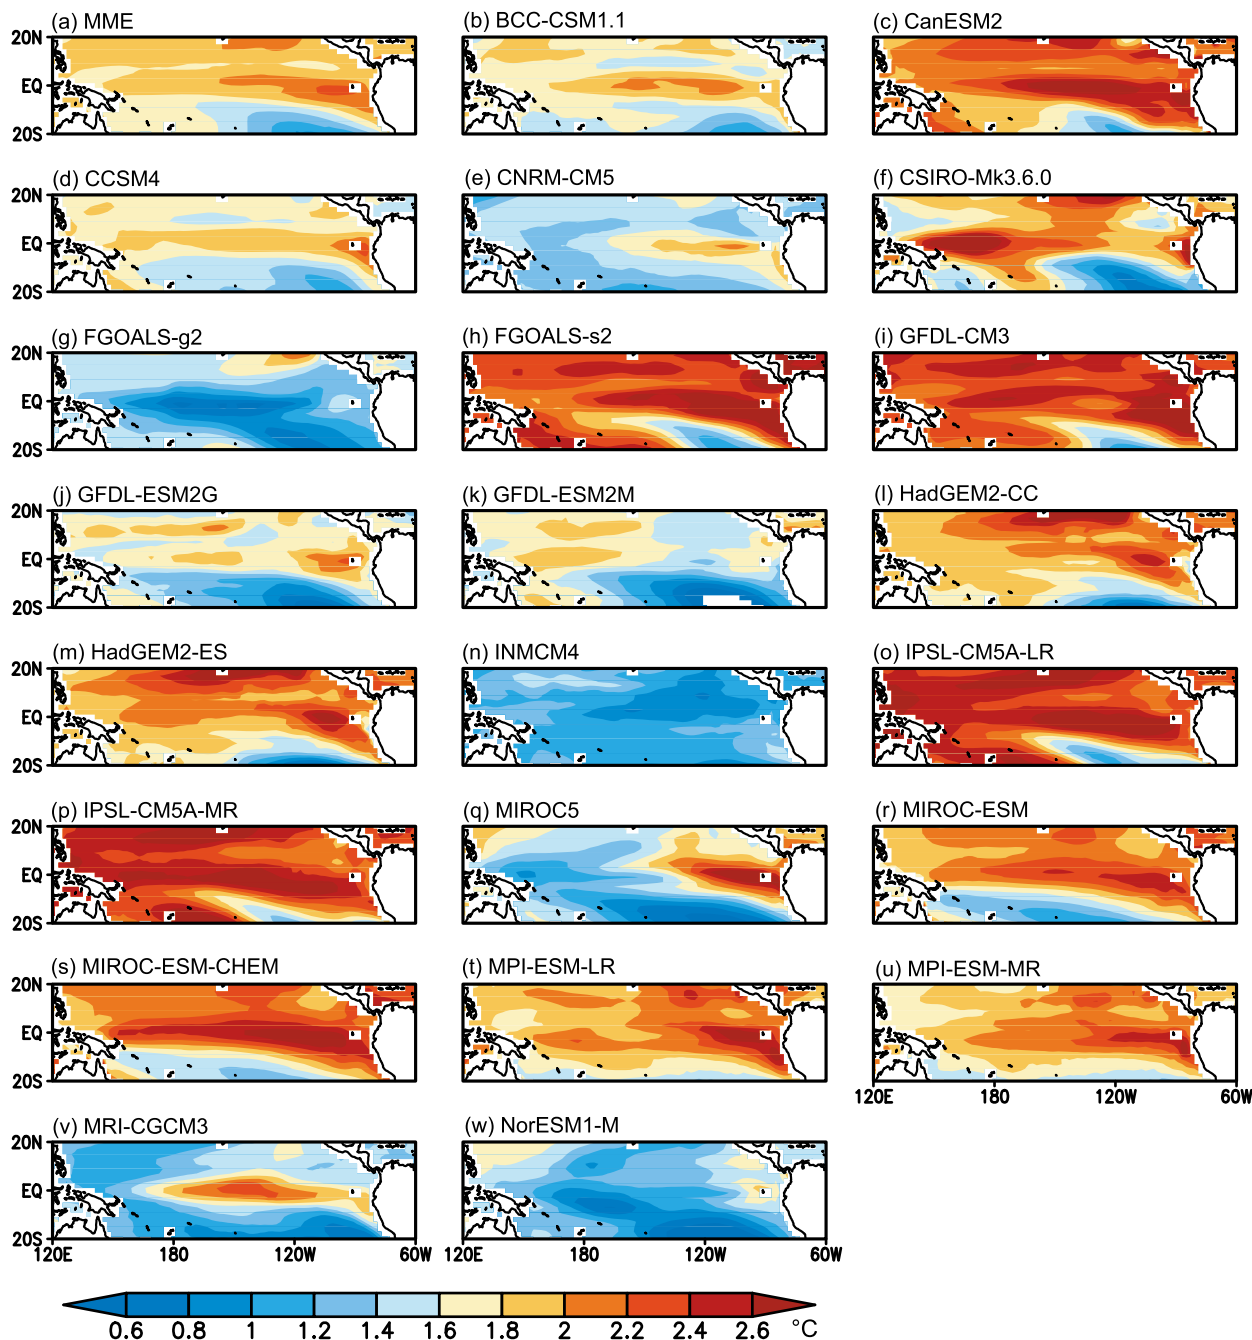 (a) MME
(b) BCC-CSM1.1
(c) CanESM2
20N
EQ
20S
(d) CCSM4
(e) CNRM-CM5
(f) CSIRO-Mk3.6.0
20N
EQ
20S
(g) FGOALS-g2
(h) FGOALS-s2
(i) GFDL-CM3
20N
EQ
20S
(j) GFDL-ESM2G
(k) GFDL-ESM2M
(l) HadGEM2-CC
20N
EQ
20S
(m) HadGEM2-ES
(n) INMCM4
(o) IPSL-CM5A-LR
20N
EQ
20S
(p) IPSL-CM5A-MR
(q) MIROC5
(r) MIROC-ESM
20N
EQ
20S
(s) MIROC-ESM-CHEM
(t) MPI-ESM-LR
(u) MPI-ESM-MR
20N
EQ
20S
120E 180 120W 60W
(v) MRI-CGCM3
(w) NorESM1-M
20N
EQ
20S
120E 180 120W 60W
120E 180 120W 60W
0.6 0.8 1 1.2 1.4 1.6 1.8 2 2.2 2.4 2.6 °C